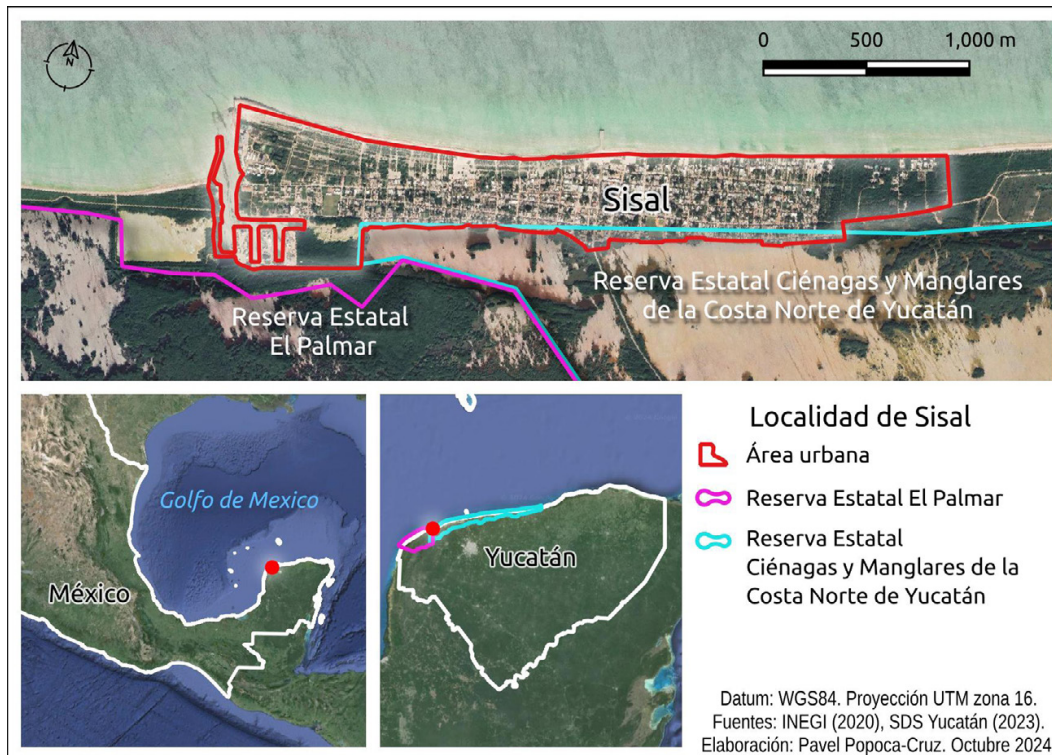 N
0 500 1,000 m
Sisal
Reserva Estatal Ciénagas y Manglares
de la Costa Norte de Yucatán
Reserva Estatal
El Palmar
Golfo de Mexico
México
Yucatán
Localidad de Sisal
Área urbana
Reserva Estatal El Palmar
Reserva Estatal
Ciénagas y Manglares de la
Costa Norte de Yucatán
Datum: WGS84. Proyección UTM zona 16.
Fuentes: INEGI (2020), SDS Yucatán (2023).
Elaboración: Pavel Popoca-Cruz. Octubre 2024